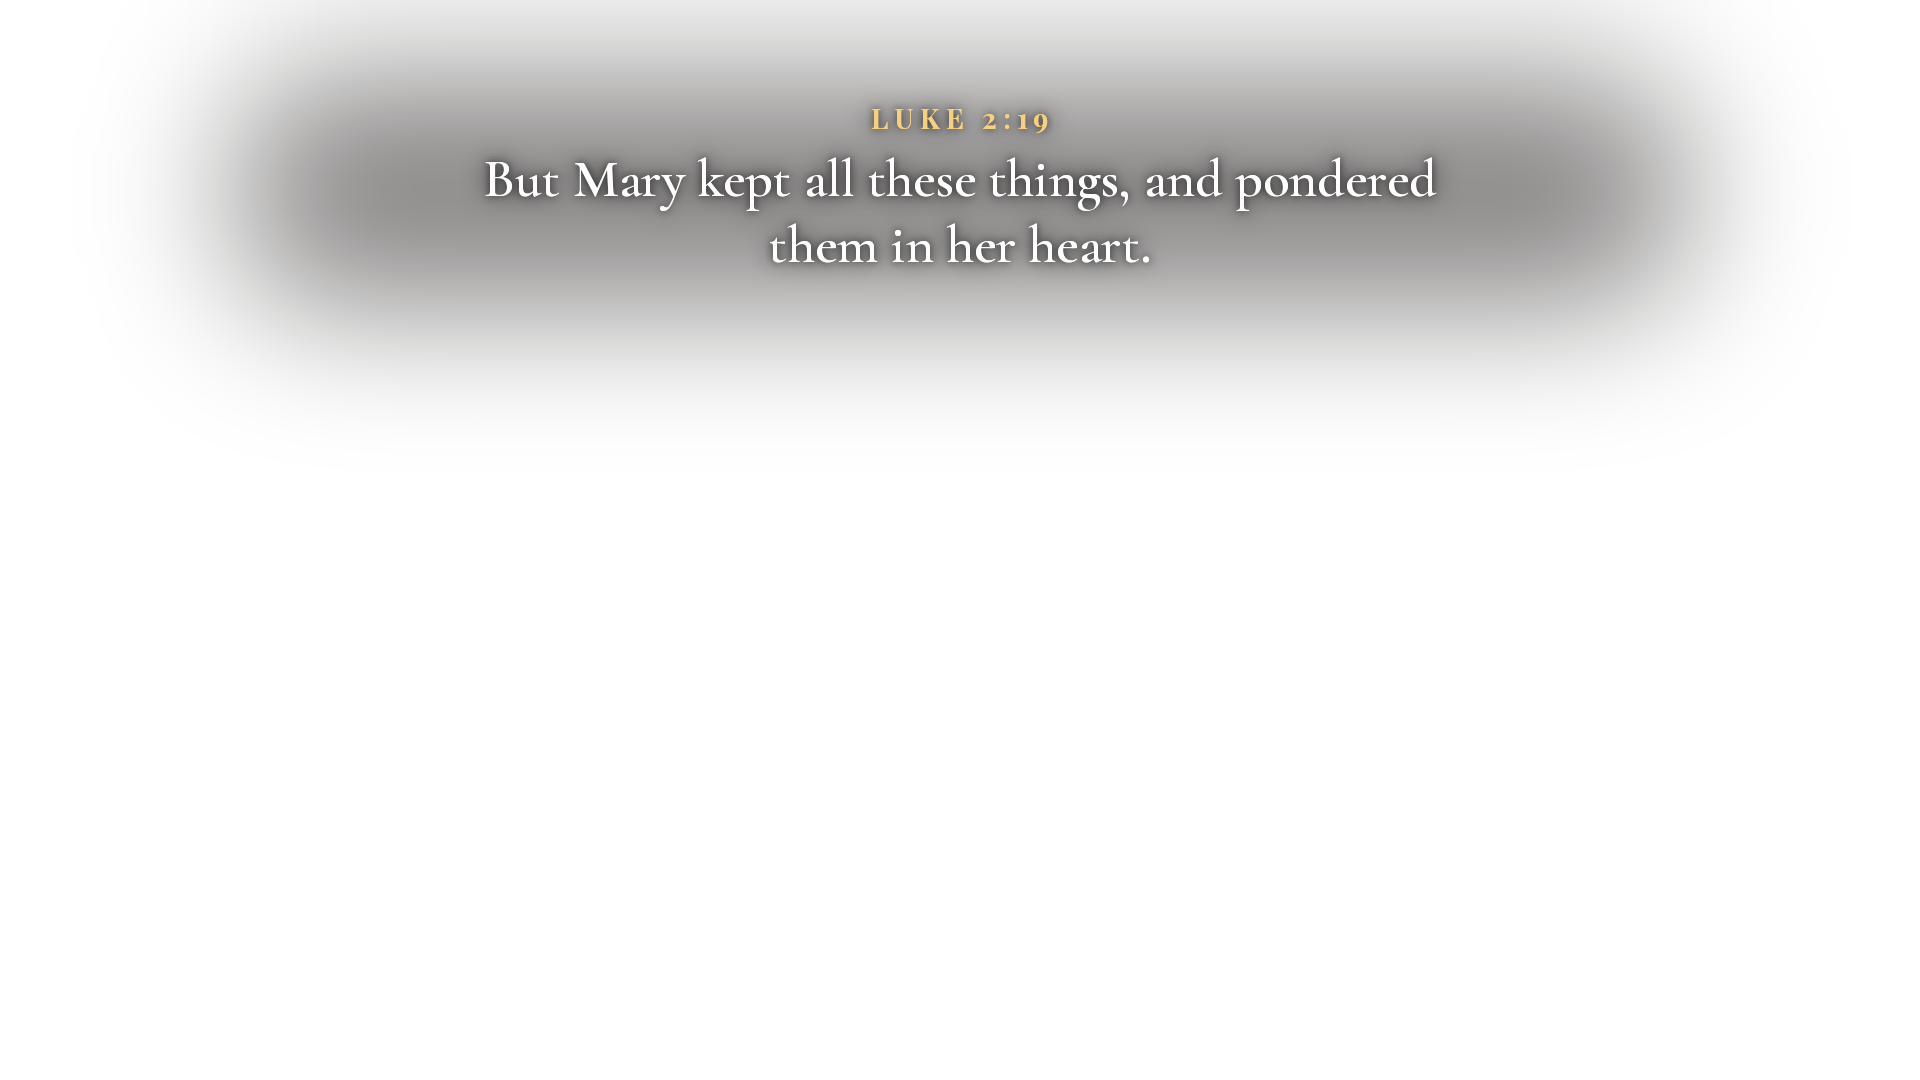 LUKE 2:19
But Mary kept all these things, and pondered
them in her heart.